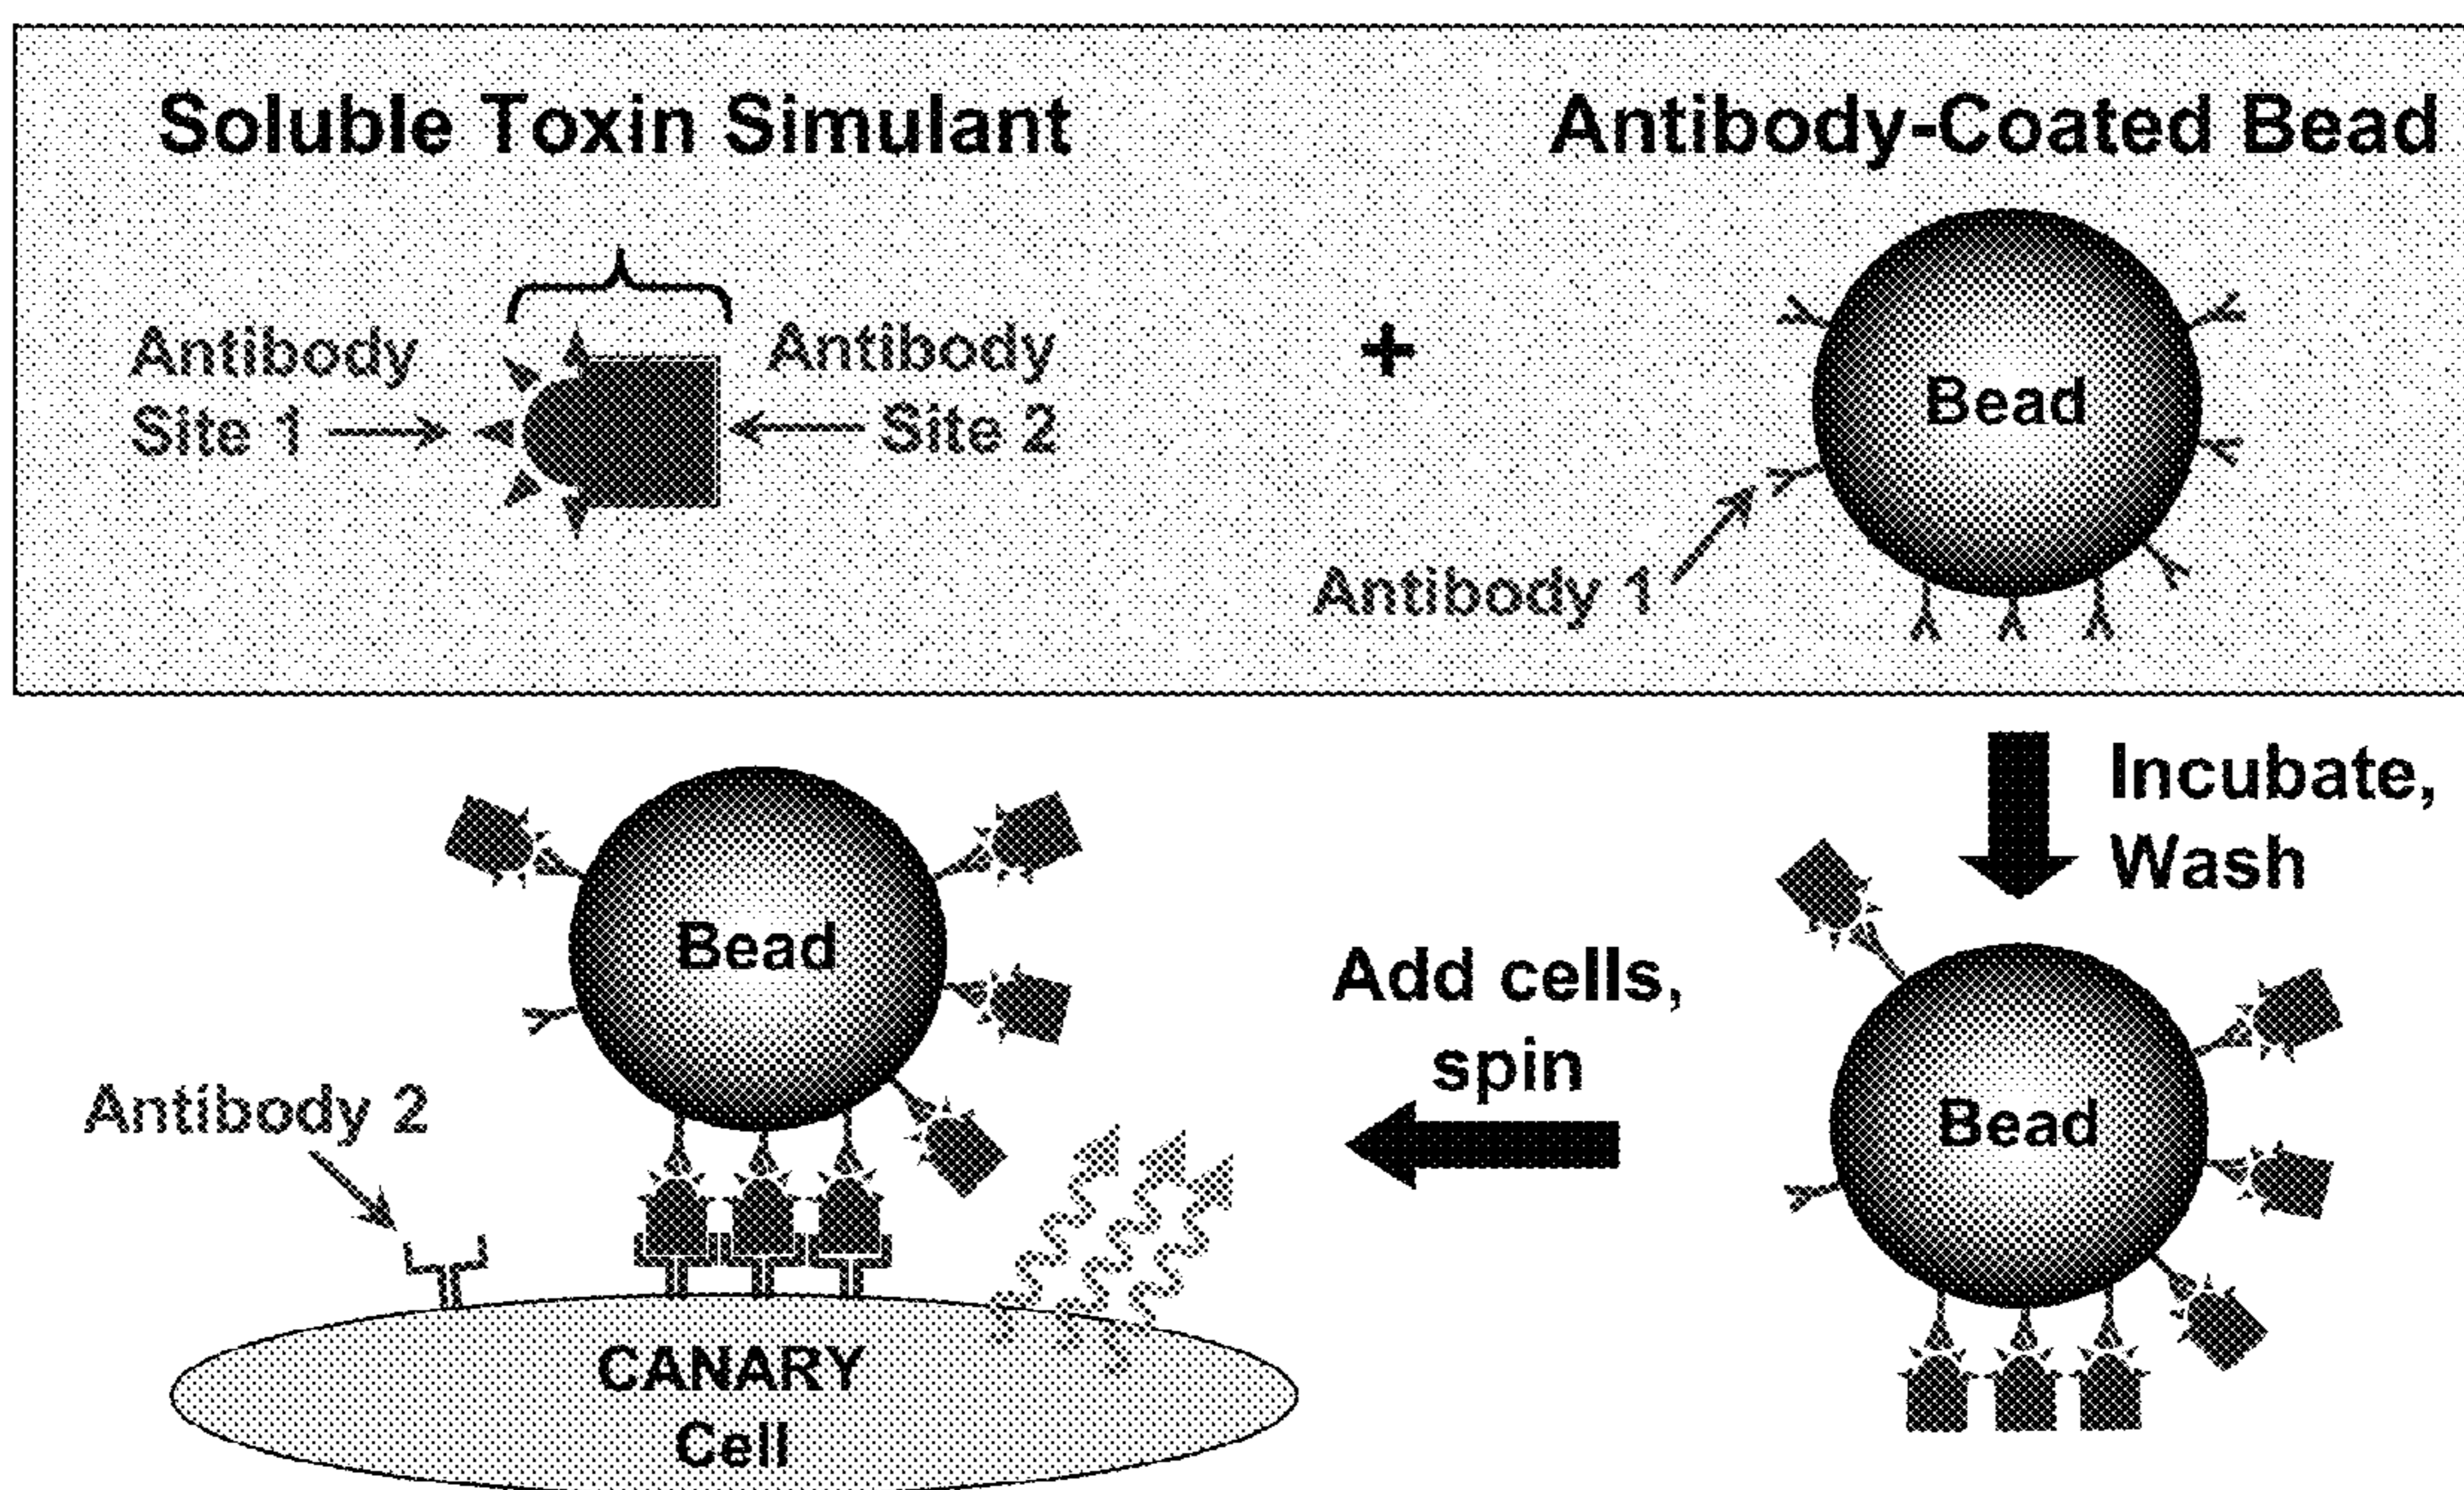 Soluble Toxin Simulant
Antibody-Coated Bead
Antibody
Site 1
Antibody
Site 2
+
Bead
Antibody 1
Incubate,
Wash
Bead
Add cells,
spin
Bead
Antibody 2
CANARY
Cell